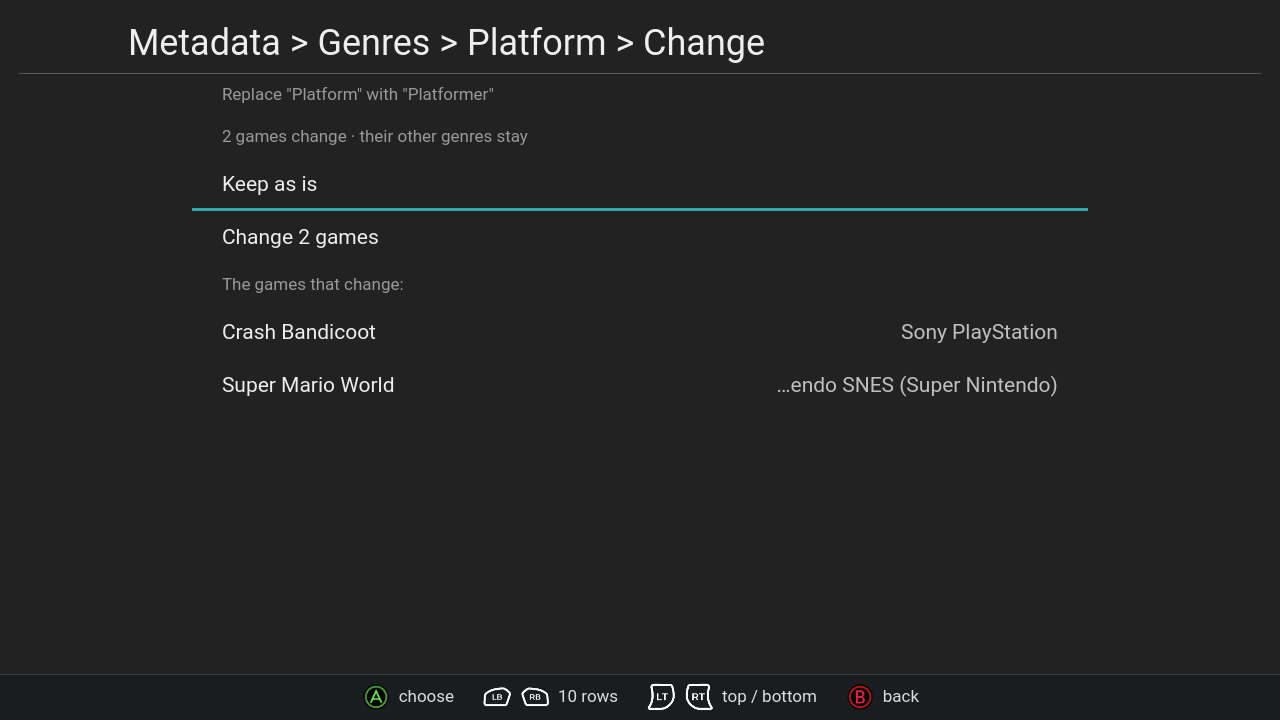 Metadata > Genres > Platform > Change
Replace "Platform" with "Platformer"
2 games change · their other genres stay
Keep as is
Change 2 games
The games that change:
Crash Bandicoot Sony PlayStation
Super Mario World ...endo SNES (Super Nintendo)
A choose LB RB 10 rows LT RT top / bottom B back